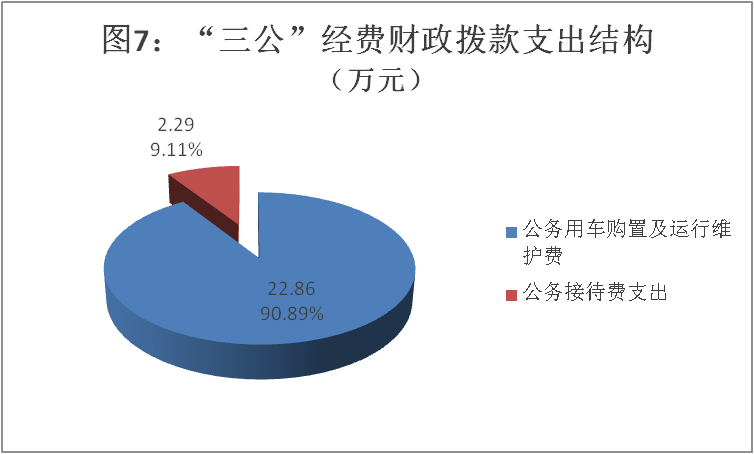 图7：“三公”经费财政拨款支出结构
（万元）
2.29
9.11%
22.86
90.89%
公务用车购置及运行维
护费
公务接待费支出